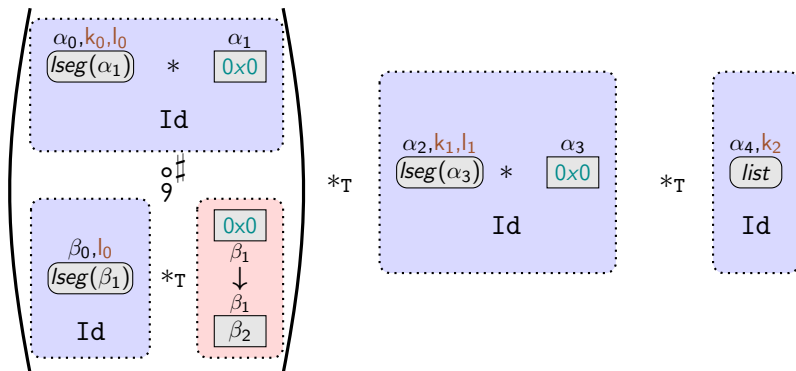 α₀,k₀,l₀ α₁
lseg(α₁) * 0x0
Id
⨟♯
β₀,l₀
lseg(β₁)
Id
*T
0x0
β₁
↓
β₁
β₂
*T
α₂,k₁,l₁ α₃
lseg(α₃) * 0x0
Id
*T
α₄,k₂
list
Id